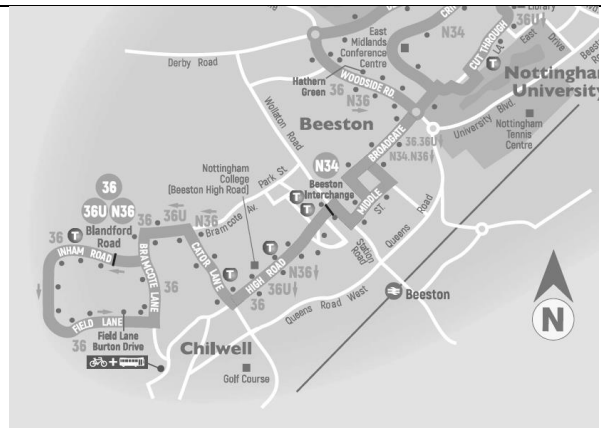 Library
36U
East
Drive
CUT THROUGH
LA
N34
East
Midlands
Conference
Centre
Derby Road
T
Hathern
Green
WOODSIDE RD
36
N36
Nottingham
University
Beeston
Wollaton
Road
University Blvd.
Nottingham
Tennis
Centre
BROADGATE
36.36U
N34.N36
N34
Beeston
Interchange
Nottingham
College
(Beeston High Road)
Park St.
T
T
MIDDLE
ST.
Queens
Road
Station
Road
36
36U N36
Blandford
Road
36
36U
N36
Bramcote Av.
36
T
INHAM ROAD
BRAMCOTE LANE
CATOR LANE
T
T
HIGH ROAD
N36
36U
36
36
FIELD LANE
36
Field Lane
Burton Drive
Queens Road West
Beeston
N
Chilwell
Golf Course